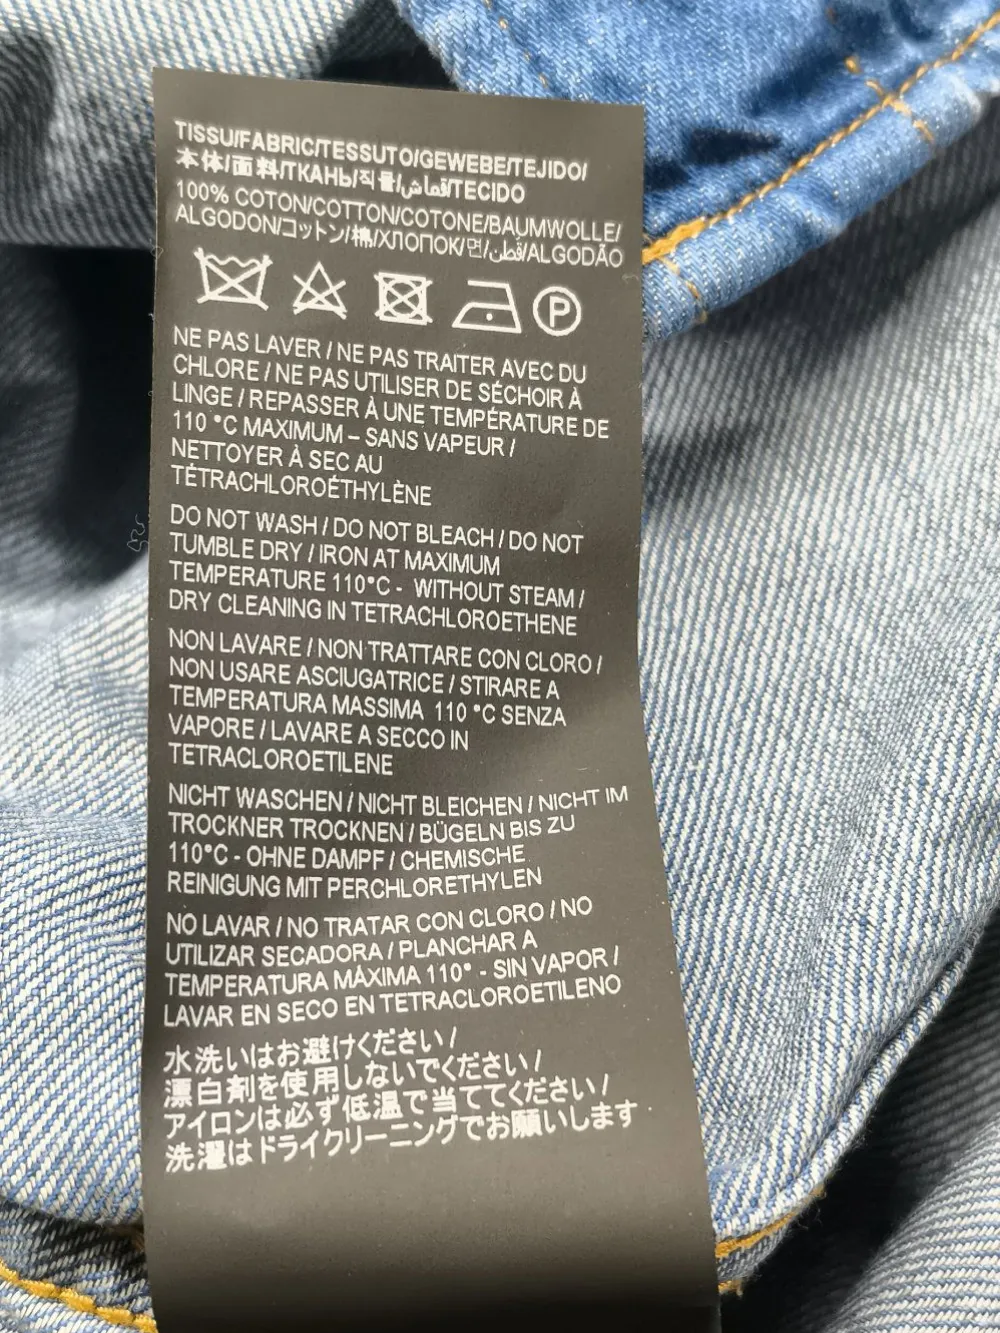 TISSU/FABRIC/TESSUTO/GEWEBE/TEJIDO/
本体/面料/ТКАНЬ/직물/قماش/TECIDO
100% COTON/COTTON/COTONE/BAUMWOLLE/
ALGODON/コットン/棉/ХЛОПОК/면/قطن/ALGODÃO
P
NE PAS LAVER / NE PAS TRAITER AVEC DU
CHLORE / NE PAS UTILISER DE SÉCHOIR À
LINGE / REPASSER À UNE TEMPÉRATURE DE
110 °C MAXIMUM – SANS VAPEUR /
NETTOYER À SEC AU
TÉTRACHLOROÉTHYLÈNE
DO NOT WASH / DO NOT BLEACH / DO NOT
TUMBLE DRY / IRON AT MAXIMUM
TEMPERATURE 110°C - WITHOUT STEAM /
DRY CLEANING IN TETRACHLOROETHENE
NON LAVARE / NON TRATTARE CON CLORO /
NON USARE ASCIUGATRICE / STIRARE A
TEMPERATURA MASSIMA 110 °C SENZA
VAPORE / LAVARE A SECCO IN
TETRACLOROETILENE
NICHT WASCHEN / NICHT BLEICHEN / NICHT IM
TROCKNER TROCKNEN / BÜGELN BIS ZU
110°C - OHNE DAMPF / CHEMISCHE
REINIGUNG MIT PERCHLORETHYLEN
NO LAVAR / NO TRATAR CON CLORO / NO
UTILIZAR SECADORA / PLANCHAR A
TEMPERATURA MÁXIMA 110° - SIN VAPOR /
LAVAR EN SECO EN TETRACLOROETILENO
水洗いはお避けください/
漂白剤を使用しないでください/
アイロンは必ず低温で当ててください/
洗濯はドライクリーニングでお願いします